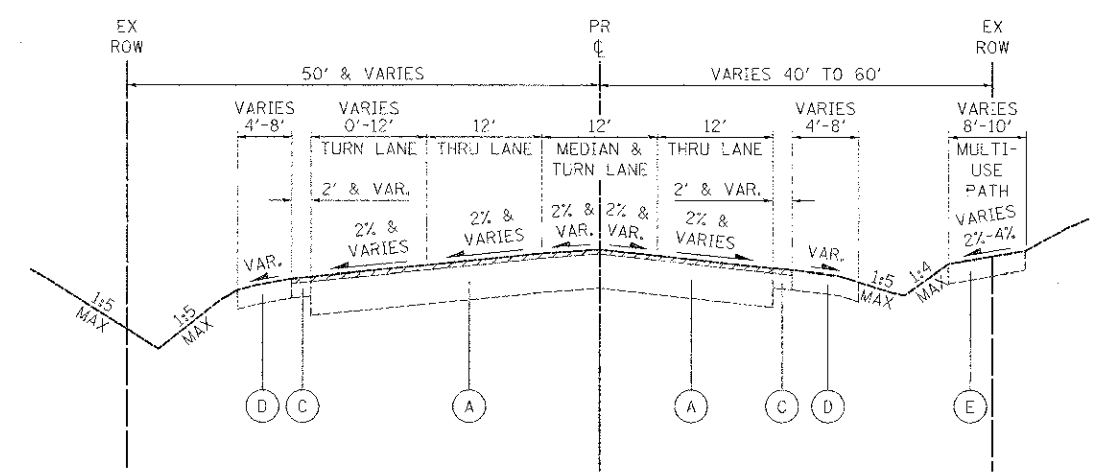 EX
ROW
PR
℄
EX
ROW
50' & VARIES
VARIES 40' TO 60'
VARIES
4'-8'
VARIES
0'-12'
12'
12'
12'
VARIES
4'-8'
VARIES
8'-10'
TURN LANE
THRU LANE
MEDIAN &
TURN LANE
THRU LANE
MULTI-
USE
PATH
2' & VAR.
2' & VAR.
VARIES
2%-4%
VAR.
2% &
VARIES
2% &
VARIES
2% &
VAR.
2% &
VAR.
2% &
VARIES
VAR.
1:5
MAX
1:5
MAX
1:5
MAX
1:4
MAX
D
C
A
A
C
D
E